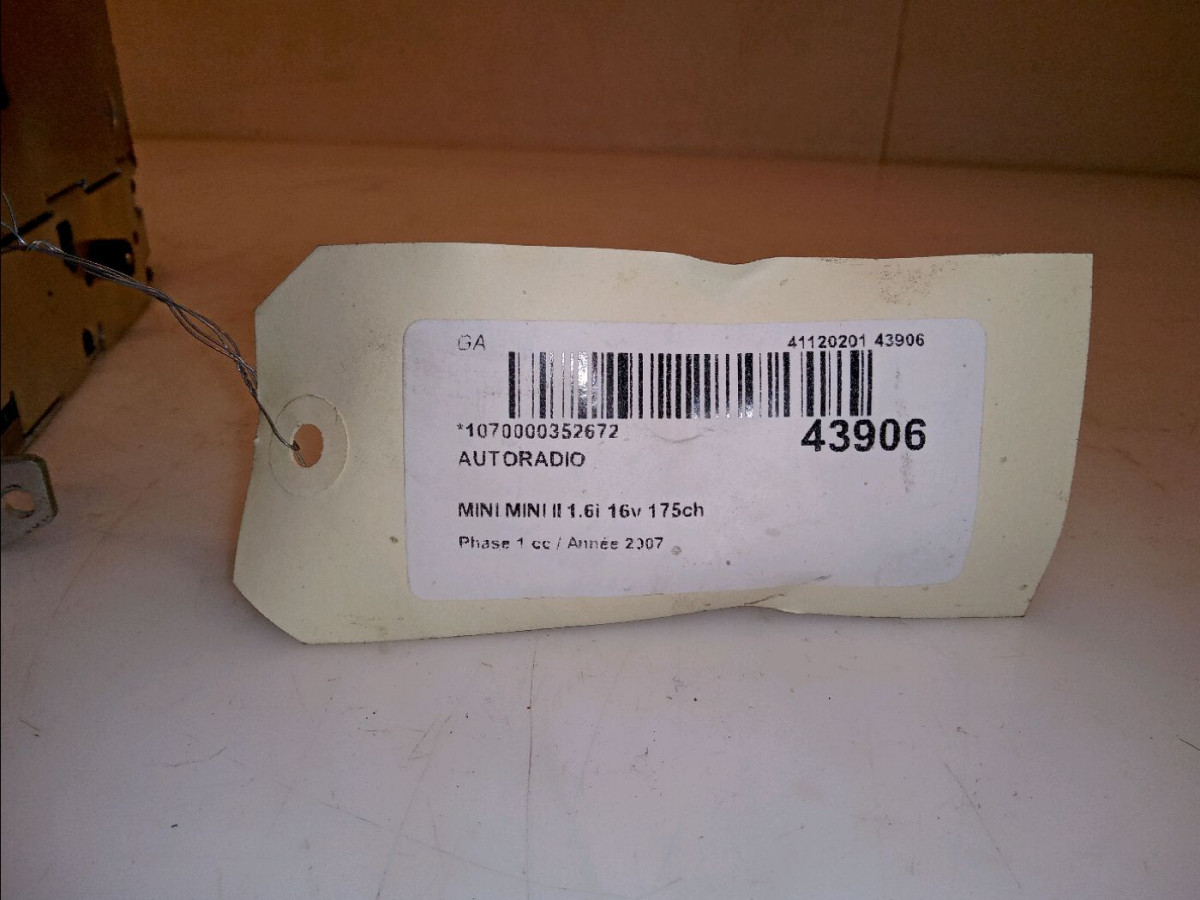 GA 41120201 43906
*1070000352672 43906
AUTORADIO
MINI MINI II 1.6i 16v 175ch
Phase 1 cc / Année 2007